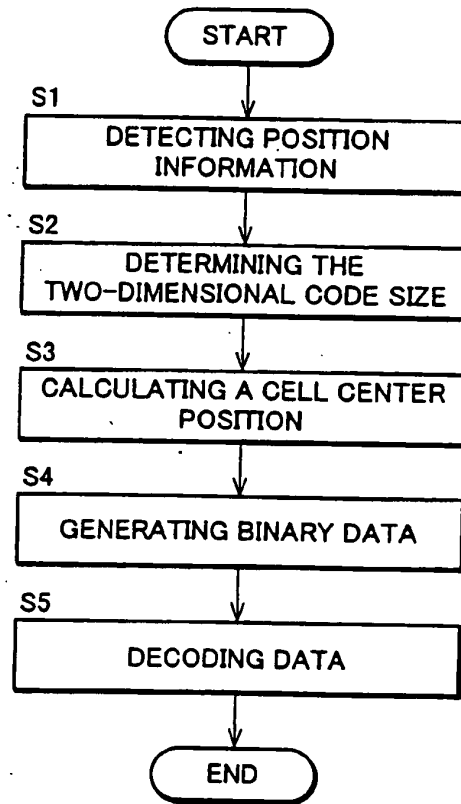 START
S1
DETECTING POSITION
INFORMATION
S2
DETERMINING THE
TWO-DIMENSIONAL CODE SIZE
S3
CALCULATING A CELL CENTER
POSITION
S4
GENERATING BINARY DATA
S5
DECODING DATA
END